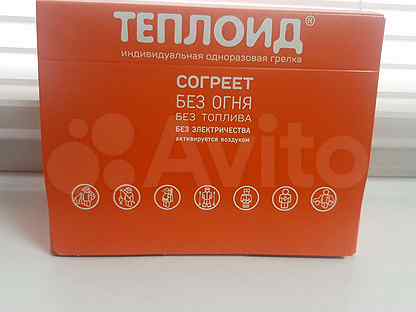 ТЕПЛОИД®
индивидуальная одноразовая грелка
СОГРЕЕТ
БЕЗ ОГНЯ
БЕЗ ТОПЛИВА
БЕЗ ЭЛЕКТРИЧЕСТВА
активируется воздухом
Avito